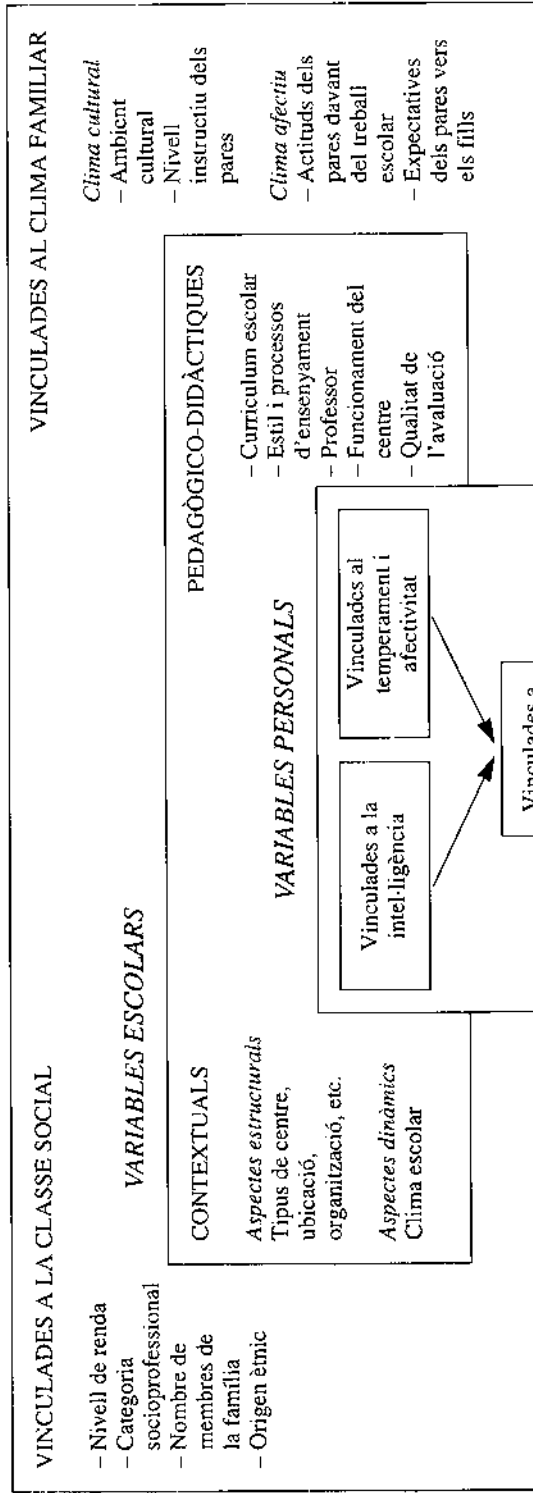 VINCULADES A LA CLASSE SOCIAL
– Nivell de renda
– Categoria
socioprofessional
– Nombre de
membres de
la família
– Origen ètnic
VINCULADES AL CLIMA FAMILIAR
Clima cultural
– Ambient
cultural
– Nivell
instructiu dels
pares
Clima afectiu
– Actituds dels
pares davant
del treball
escolar
– Expectatives
dels pares vers
els fills
VARIABLES ESCOLARS
CONTEXTUALS
Aspectes estructurals
Tipus de centre,
ubicació,
organització, etc.
Aspectes dinàmics
Clima escolar
PEDAGÒGICO-DIDÀCTIQUES
– Curriculum escolar
– Estil i processos
d'ensenyament
– Professor
– Funcionament del
centre
– Qualitat de
l'avaluació
VARIABLES PERSONALS
Vinculades a la
intel·ligència
Vinculades al
temperament i
afectivitat
Vinculades a